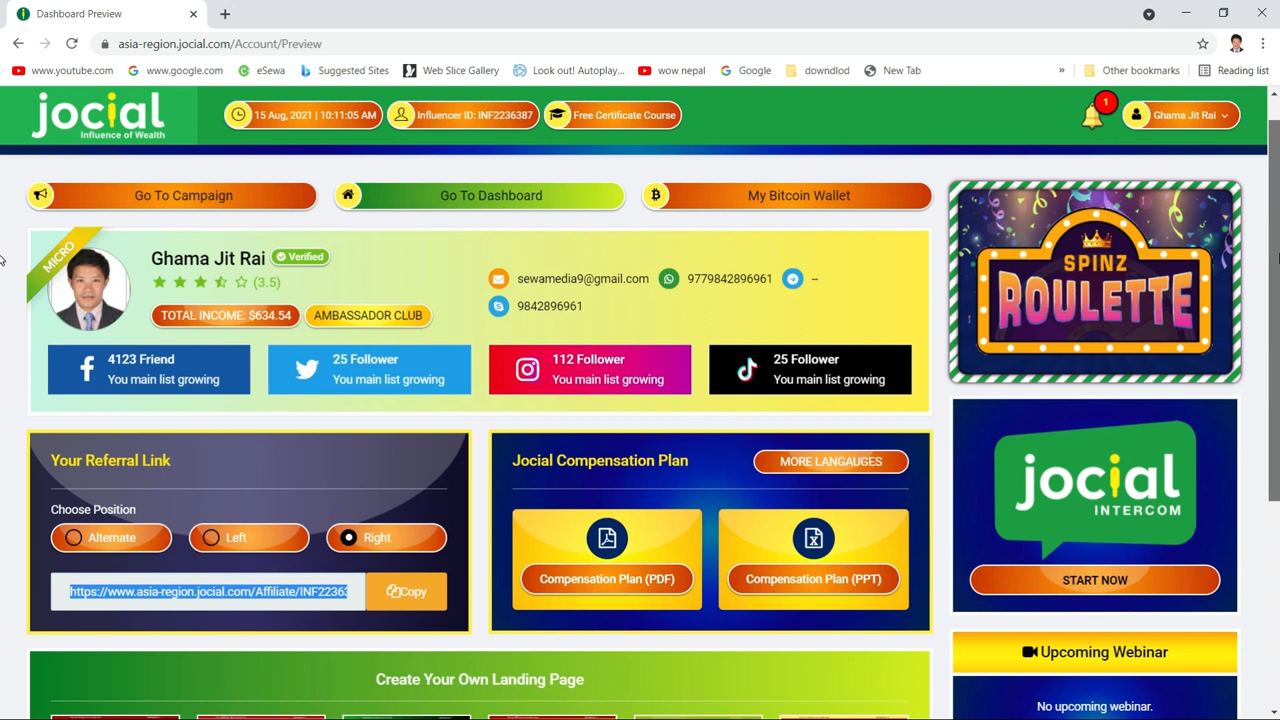 Dashboard Preview
asia-region.jocial.com/Account/Preview
www.youtube.com
www.google.com
eSewa
Suggested Sites
Web Slice Gallery
Look out! Autoplay...
wow nepal
Google
downdlod
New Tab
»
Other bookmarks
Reading list
jocial
Influence of Wealth
15 Aug, 2021 | 10:11:05 AM
Influencer ID: INF2236387
Free Certificate Course
1
Ghama Jit Rai
Go To Campaign
Go To Dashboard
My Bitcoin Wallet
MICRO
Ghama Jit Rai
Verified
(3.5)
TOTAL INCOME: $634.54
AMBASSADOR CLUB
sewamedia9@gmail.com
9779842896961
--
9842896961
4123 Friend
You main list growing
25 Follower
You main list growing
112 Follower
You main list growing
25 Follower
You main list growing
SPINZ
ROULETTE
Your Referral Link
Choose Position
Alternate
Left
Right
https://www.asia-region.jocial.com/Affiliate/INF2236
Copy
Jocial Compensation Plan
MORE LANGAUGES
Compensation Plan (PDF)
Compensation Plan (PPT)
jocial
INTERCOM
START NOW
Upcoming Webinar
No upcoming webinar.
Create Your Own Landing Page